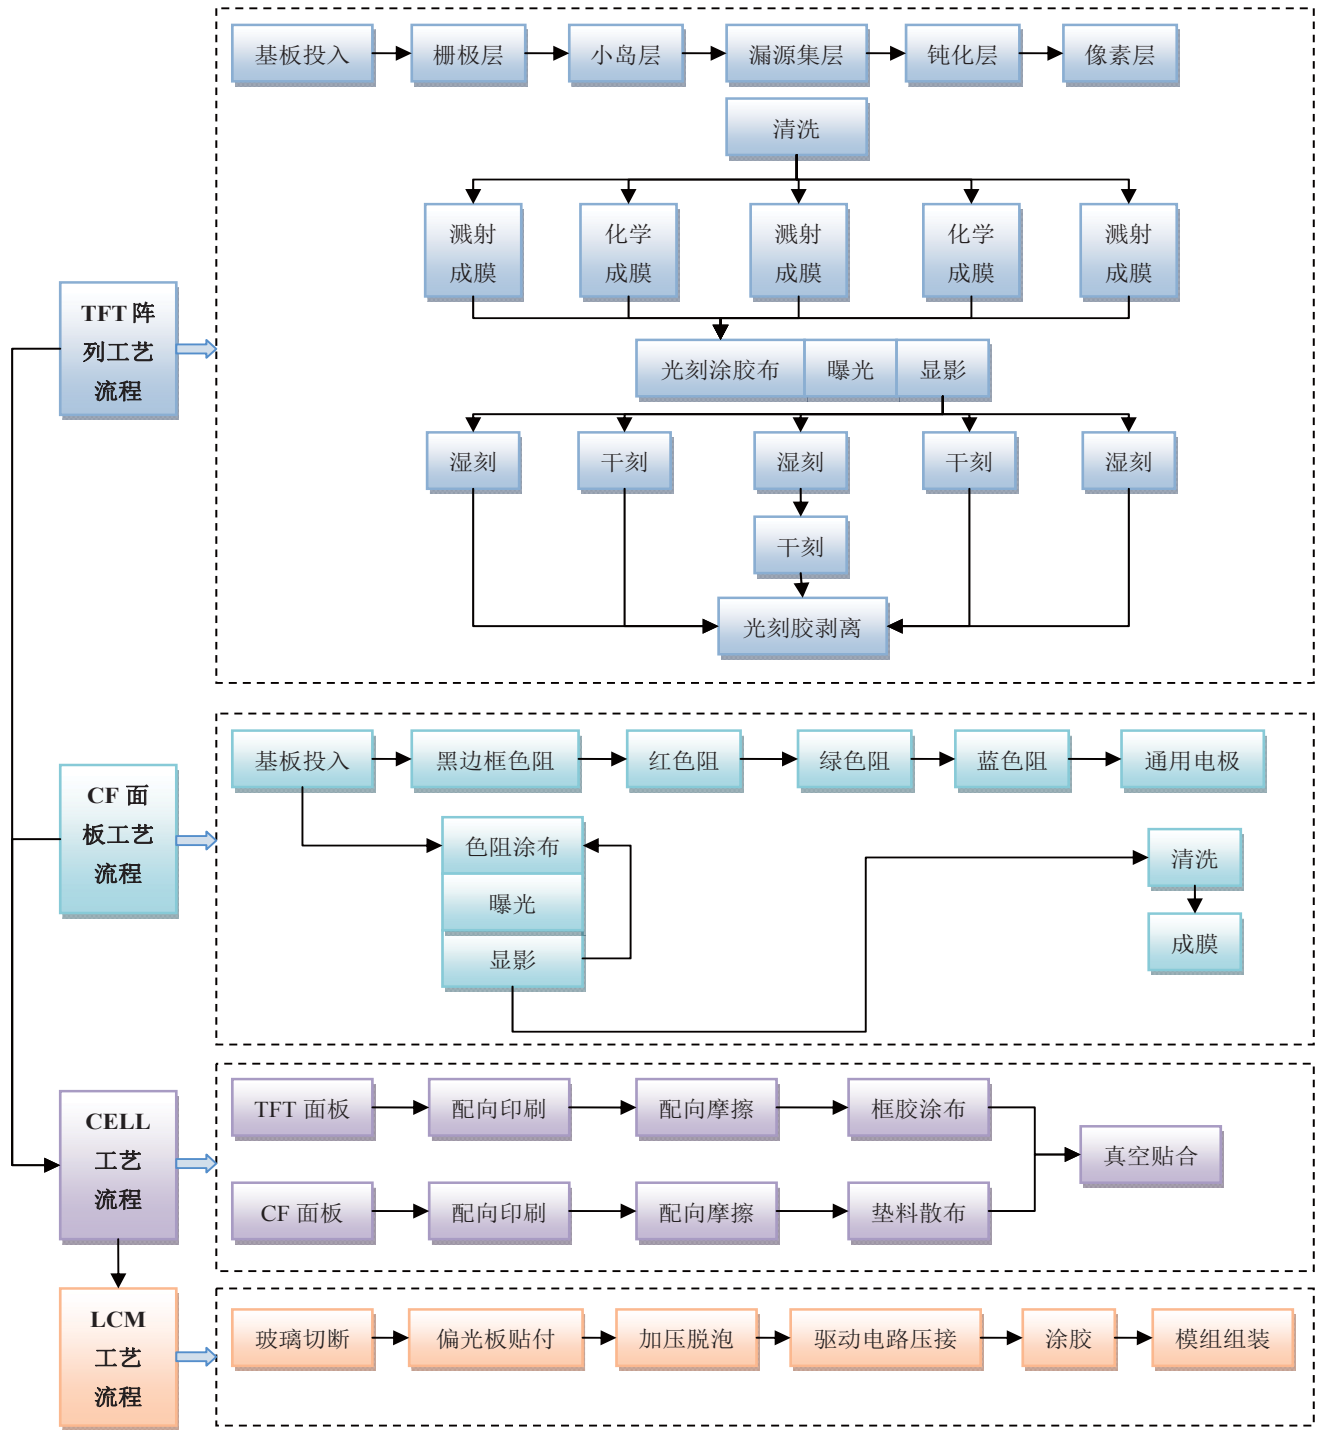 基板投入
栅极层
小岛层
漏源集层
钝化层
像素层
清洗
溅射
成膜
化学
成膜
溅射
成膜
化学
成膜
溅射
成膜
TFT 阵
列工艺
流程
光刻涂胶布
曝光
显影
湿刻
干刻
湿刻
干刻
湿刻
干刻
光刻胶剥离
基板投入
黑边框色阻
红色阻
绿色阻
蓝色阻
通用电极
CF 面
板工艺
流程
色阻涂布
曝光
显影
清洗
成膜
CELL
工艺
流程
TFT 面板
配向印刷
配向摩擦
框胶涂布
真空贴合
CF 面板
配向印刷
配向摩擦
垫料散布
LCM
工艺
流程
玻璃切断
偏光板贴付
加压脱泡
驱动电路压接
涂胶
模组组装